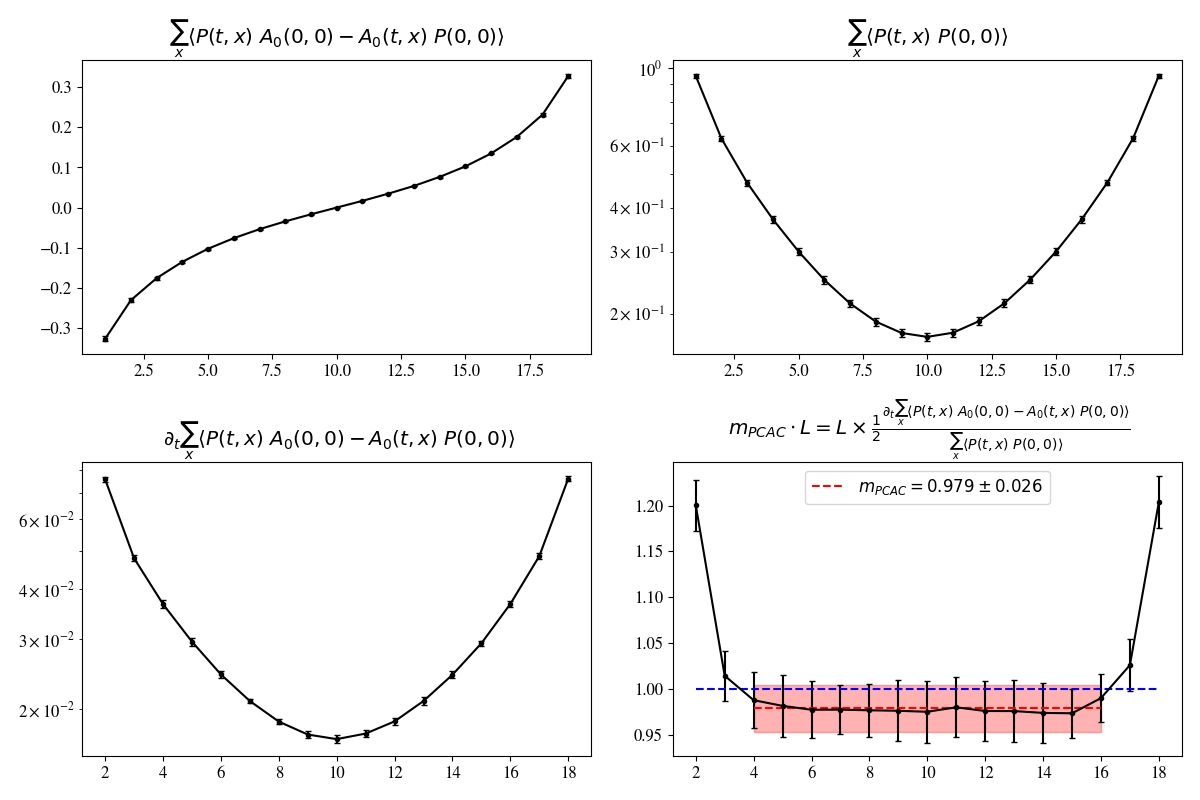 ∑ₓ⟨P(t, x) A₀(0, 0) − A₀(t, x) P(0, 0)⟩
0.3
0.2
0.1
0.0
−0.1
−0.2
−0.3
2.5 5.0 7.5 10.0 12.5 15.0 17.5
∑ₓ⟨P(t, x) P(0, 0)⟩
10⁰
6 × 10⁻¹
4 × 10⁻¹
3 × 10⁻¹
2 × 10⁻¹
2.5 5.0 7.5 10.0 12.5 15.0 17.5
∂ₜ∑ₓ⟨P(t, x) A₀(0, 0) − A₀(t, x) P(0, 0)⟩
6 × 10⁻²
4 × 10⁻²
3 × 10⁻²
2 × 10⁻²
2 4 6 8 10 12 14 16 18
m_{PCAC} · L = L × \frac{1}{2} \frac{∂ₜ∑ₓ⟨P(t, x) A₀(0, 0) − A₀(t, x) P(0, 0)⟩}{∑ₓ⟨P(t, x) P(0, 0)⟩}
m_{PCAC} = 0.979 ± 0.026
1.20
1.15
1.10
1.05
1.00
0.95
2 4 6 8 10 12 14 16 18